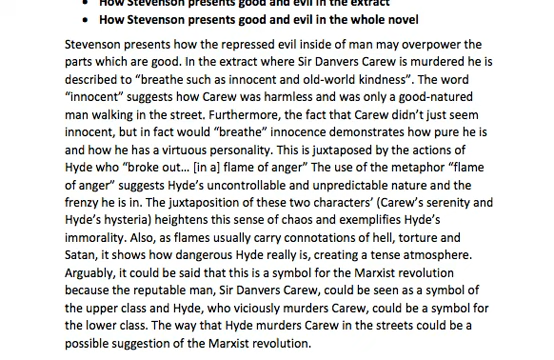 • How Stevenson presents good and evil in the extract
• How Stevenson presents good and evil in the whole novel
Stevenson presents how the repressed evil inside of man may overpower the
parts which are good. In the extract where Sir Danvers Carew is murdered he is
described to “breathe such as innocent and old-world kindness”. The word
“innocent” suggests how Carew was harmless and was only a good-natured
man walking in the street. Furthermore, the fact that Carew didn’t just seem
innocent, but in fact would “breathe” innocence demonstrates how pure he is
and how he has a virtuous personality. This is juxtaposed by the actions of
Hyde who “broke out… [in a] flame of anger” The use of the metaphor “flame
of anger” suggests Hyde’s uncontrollable and unpredictable nature and the
frenzy he is in. The juxtaposition of these two characters’ (Carew’s serenity and
Hyde’s hysteria) heightens this sense of chaos and exemplifies Hyde’s
immorality. Also, as flames usually carry connotations of hell, torture and
Satan, it shows how dangerous Hyde really is, creating a tense atmosphere.
Arguably, it could be said that this is a symbol for the Marxist revolution
because the reputable man, Sir Danvers Carew, could be seen as a symbol of
the upper class and Hyde, who viciously murders Carew, could be a symbol for
the lower class. The way that Hyde murders Carew in the streets could be a
possible suggestion of the Marxist revolution.